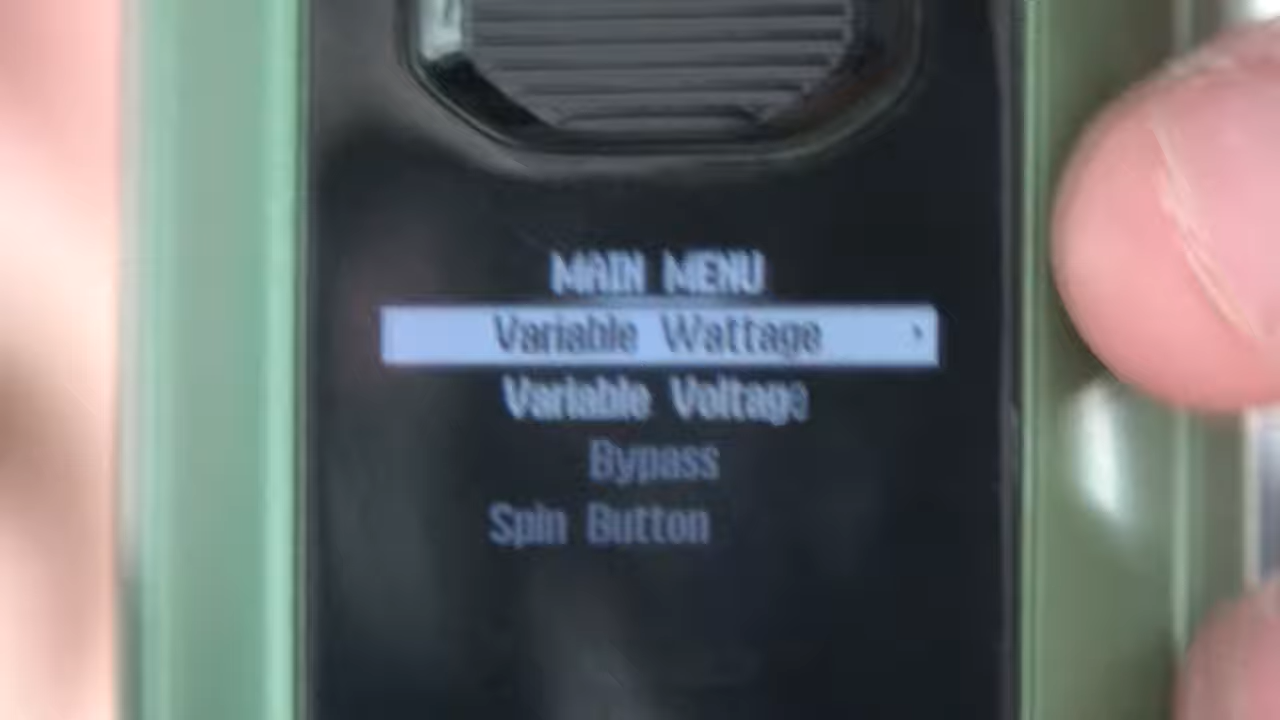 MAIN MENU
Variable Wattage
Variable Voltage
Bypass
Spin Button